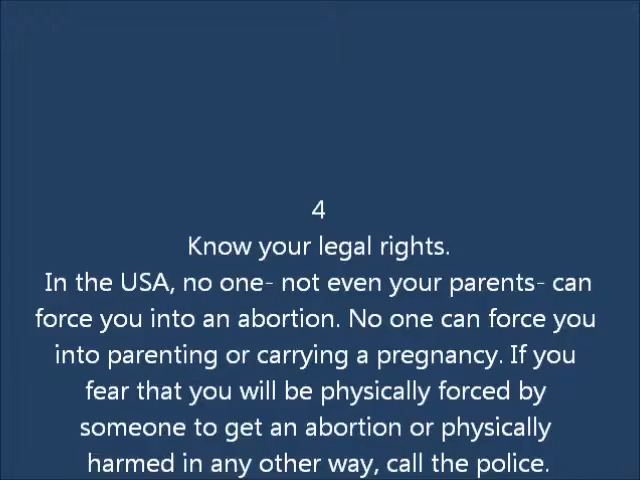 4
Know your legal rights.
In the USA, no one- not even your parents- can
force you into an abortion. No one can force you
into parenting or carrying a pregnancy. If you
fear that you will be physically forced by
someone to get an abortion or physically
harmed in any other way, call the police.